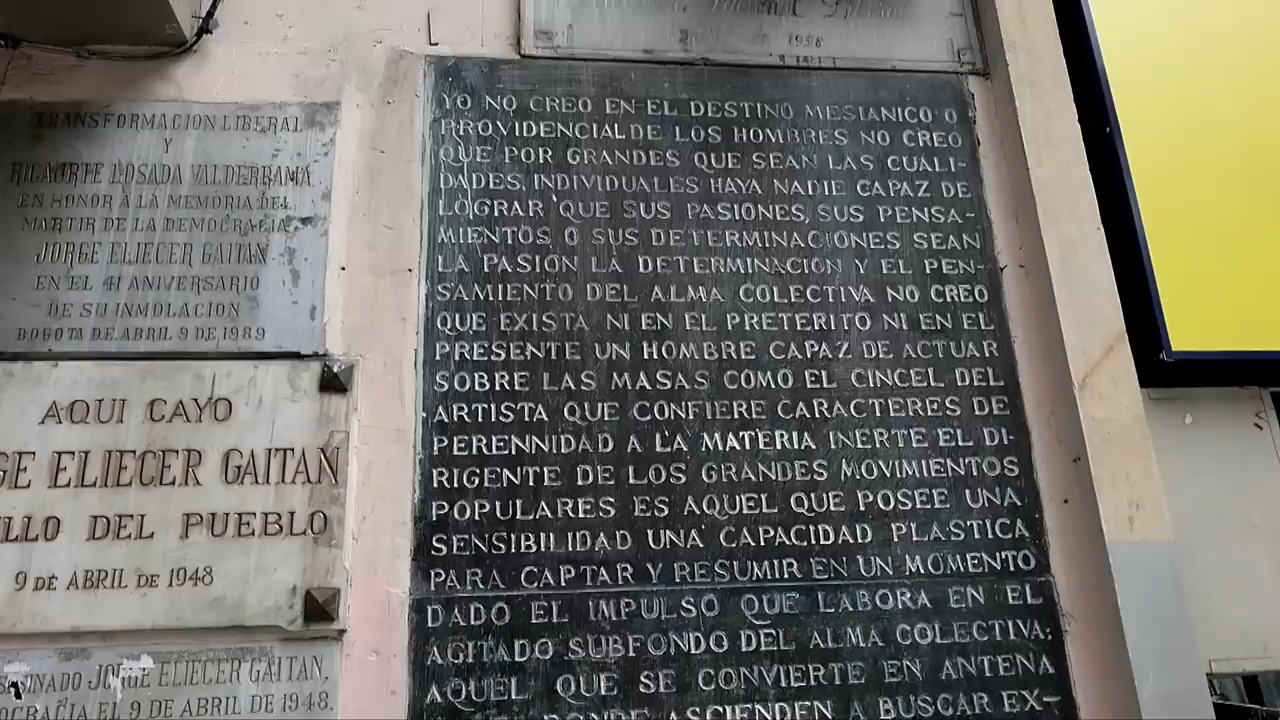 1958
TRANSFORMACION LIBERAL
Y
RICAURTE LOSADA VALDERRAMA
EN HONOR A LA MEMORIA DEL
MARTIR DE LA DEMOCRACIA
JORGE ELIECER GAITAN
EN EL 41 ANIVERSARIO
DE SU INMOLACION
BOGOTA D.E. ABRIL 9 DE 1989
AQUI CAYO
GE ELIECER GAITAN
LLO DEL PUEBLO
9 DE ABRIL DE 1948
SINADO JORGE ELIECER GAITAN,
OCRACIA EL 9 DE ABRIL DE 1948.
YO NO CREO EN EL DESTINO MESIANICO O
PROVIDENCIAL DE LOS HOMBRES NO CREO
QUE POR GRANDES QUE SEAN LAS CUALI-
DADES, INDIVIDUALES HAYA NADIE CAPAZ DE
LOGRAR QUE SUS PASIONES, SUS PENSA-
MIENTOS O SUS DETERMINACIONES SEAN
LA PASION LA DETERMINACION Y EL PEN-
SAMIENTO DEL ALMA COLECTIVA NO CREO
QUE EXISTA NI EN EL PRETERITO NI EN EL
PRESENTE UN HOMBRE CAPAZ DE ACTUAR
SOBRE LAS MASAS COMO EL CINCEL DEL
ARTISTA QUE CONFIERE CARACTERES DE
PERENNIDAD A LA MATERIA INERTE EL DI-
RIGENTE DE LOS GRANDES MOVIMIENTOS
POPULARES ES AQUEL QUE POSEE UNA
SENSIBILIDAD UNA CAPACIDAD PLASTICA
PARA CAPTAR Y RESUMIR EN UN MOMENTO
DADO EL IMPULSO QUE LABORA EN EL
AGITADO SUBFONDO DEL ALMA COLECTIVA;
AQUEL QUE SE CONVIERTE EN ANTENA
DONDE ASCIENDEN A BUSCAR EX-